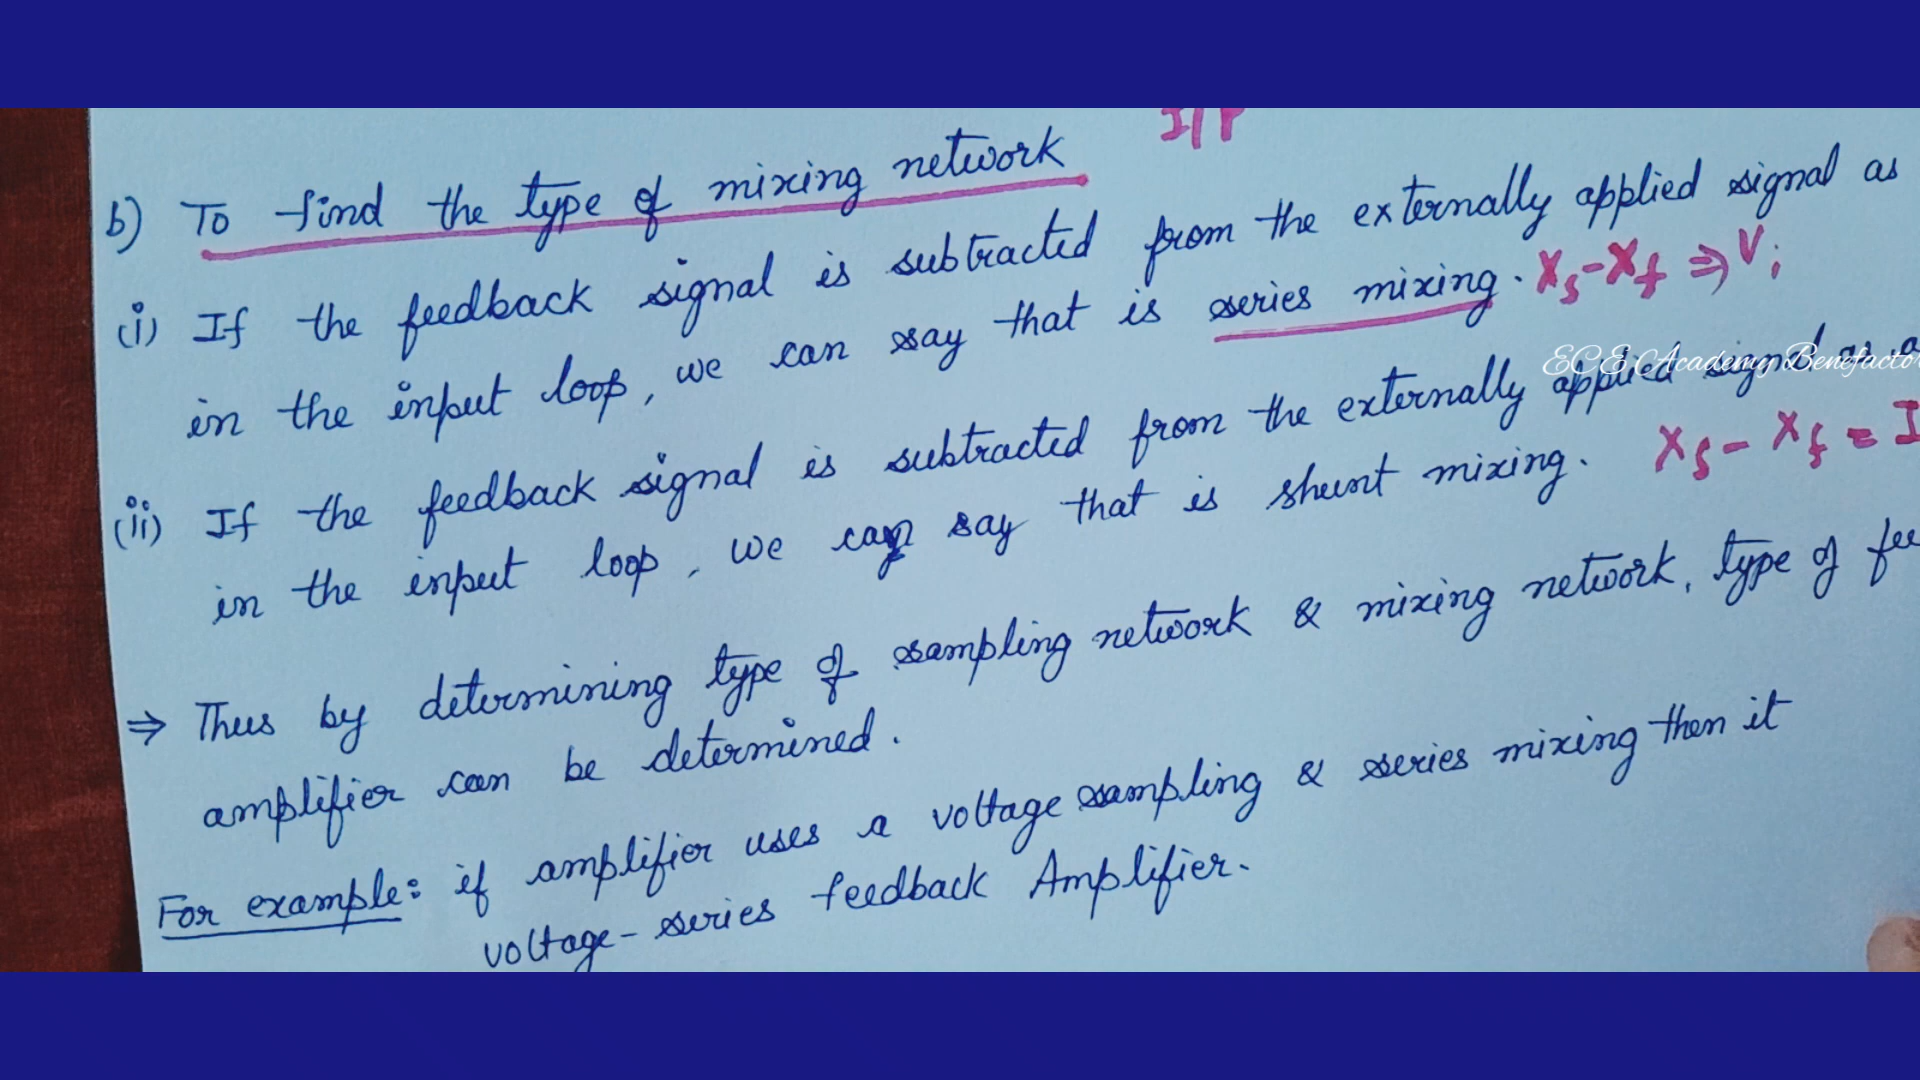 I/P
b) To find the type of mixing network
(i) If the feedback signal is subtracted from the externally applied signal as
in the input loop, we can say that is series mixing. Xs-Xf ⇒ Vi
ECE Academy Benefactor
(ii) If the feedback signal is subtracted from the externally applied signal as a
in the input loop, we can say that is shunt mixing. Xs - Xf = I
⇒ Thus by determining type of sampling network & mixing network, type of fee
amplifier can be determined.
For example: if amplifier uses a voltage sampling & series mixing then it
voltage-series feedback Amplifier.